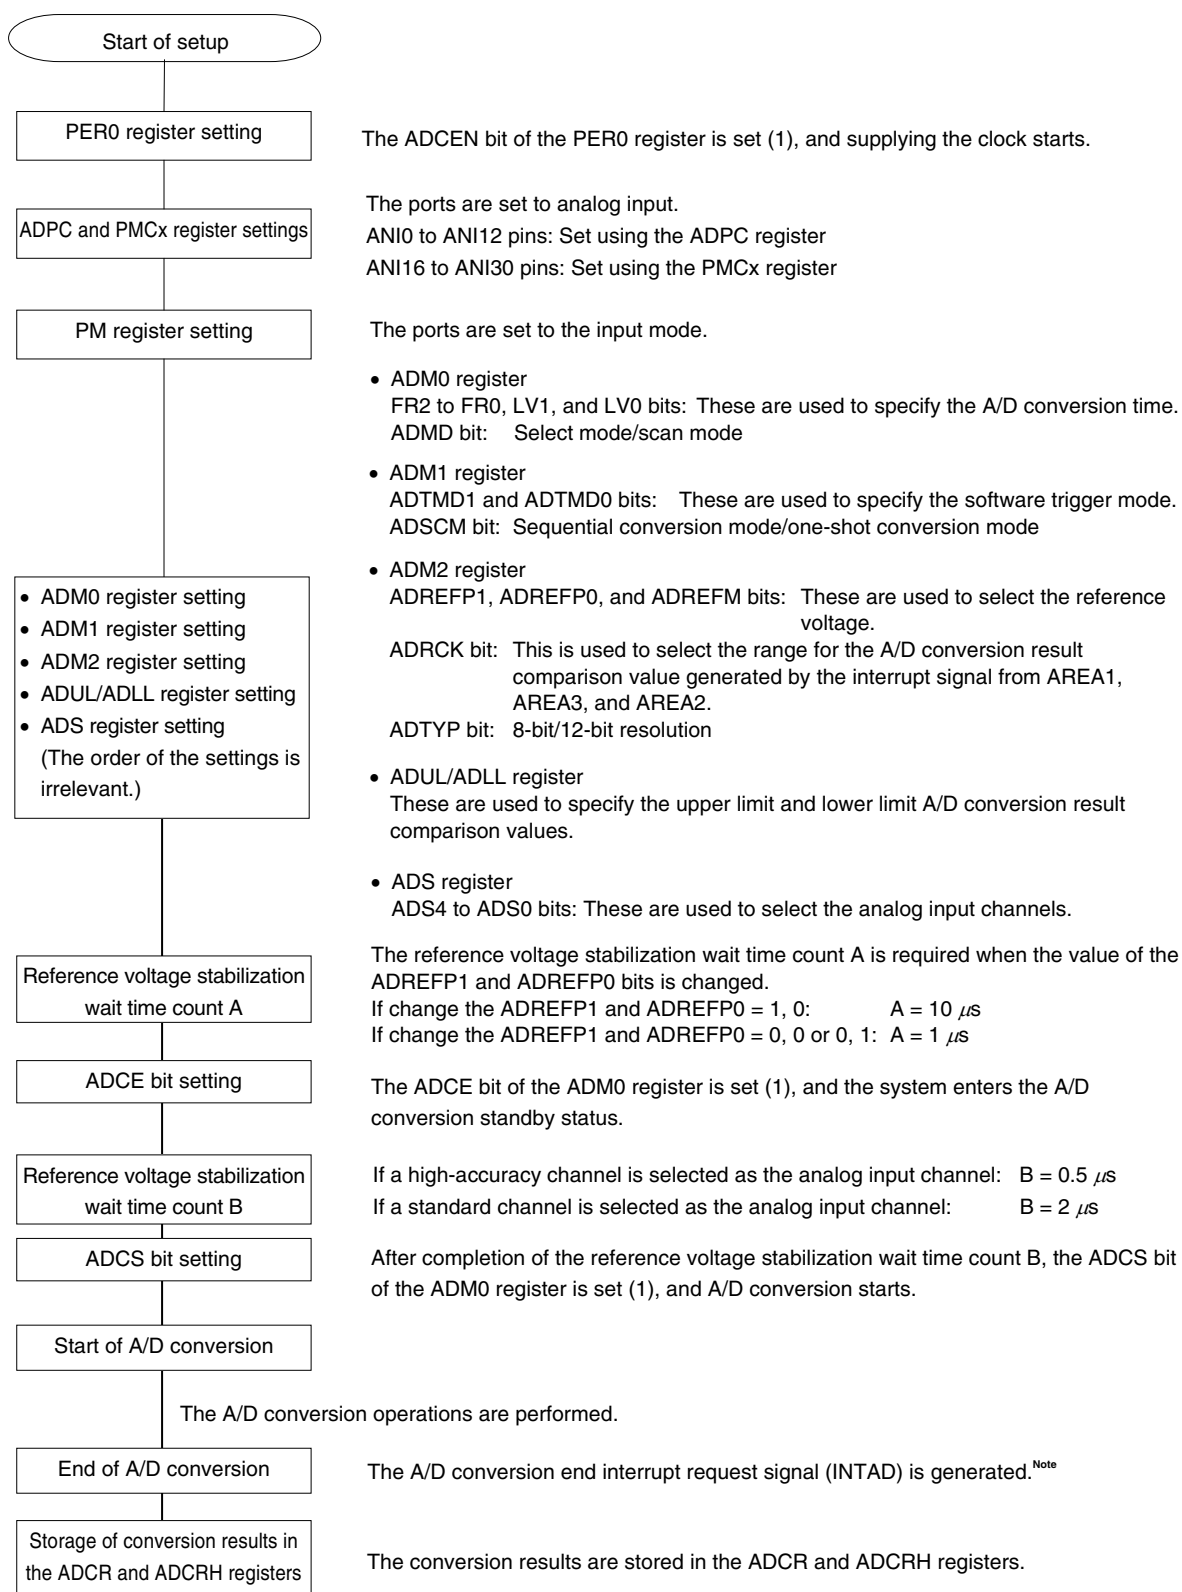 Start of setup
PER0 register setting
The ADCEN bit of the PER0 register is set (1), and supplying the clock starts.
ADPC and PMCx register settings
The ports are set to analog input.
ANI0 to ANI12 pins: Set using the ADPC register
ANI16 to ANI30 pins: Set using the PMCx register
PM register setting
The ports are set to the input mode.
• ADM0 register setting
• ADM1 register setting
• ADM2 register setting
• ADUL/ADLL register setting
• ADS register setting
(The order of the settings is
irrelevant.)
• ADM0 register
FR2 to FR0, LV1, and LV0 bits: These are used to specify the A/D conversion time.
ADMD bit: Select mode/scan mode
• ADM1 register
ADTMD1 and ADTMD0 bits: These are used to specify the software trigger mode.
ADSCM bit: Sequential conversion mode/one-shot conversion mode
• ADM2 register
ADREFP1, ADREFP0, and ADREFM bits: These are used to select the reference
voltage.
ADRCK bit: This is used to select the range for the A/D conversion result
comparison value generated by the interrupt signal from AREA1,
AREA3, and AREA2.
ADTYP bit: 8-bit/12-bit resolution
• ADUL/ADLL register
These are used to specify the upper limit and lower limit A/D conversion result
comparison values.
• ADS register
ADS4 to ADS0 bits: These are used to select the analog input channels.
Reference voltage stabilization
wait time count A
The reference voltage stabilization wait time count A is required when the value of the
ADREFP1 and ADREFP0 bits is changed.
If change the ADREFP1 and ADREFP0 = 1, 0: A = 10 μs
If change the ADREFP1 and ADREFP0 = 0, 0 or 0, 1: A = 1 μs
ADCE bit setting
The ADCE bit of the ADM0 register is set (1), and the system enters the A/D
conversion standby status.
Reference voltage stabilization
wait time count B
If a high-accuracy channel is selected as the analog input channel: B = 0.5 μs
If a standard channel is selected as the analog input channel: B = 2 μs
ADCS bit setting
After completion of the reference voltage stabilization wait time count B, the ADCS bit
of the ADM0 register is set (1), and A/D conversion starts.
Start of A/D conversion
The A/D conversion operations are performed.
End of A/D conversion
The A/D conversion end interrupt request signal (INTAD) is generated.Note
Storage of conversion results in
the ADCR and ADCRH registers
The conversion results are stored in the ADCR and ADCRH registers.